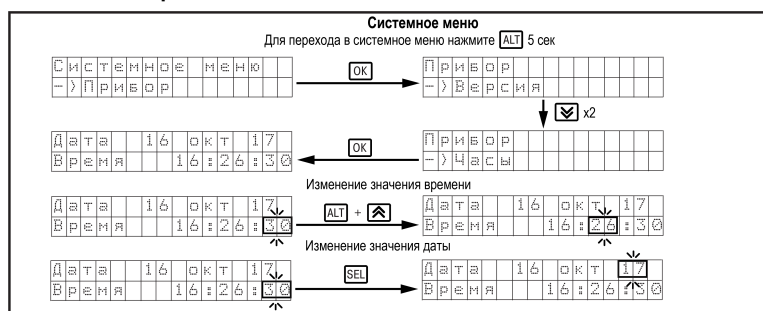 Системное меню
Для перехода в системное меню нажмите ALT 5 сек
Системное меню
OK
Прибор
->Прибор
->Версия
x2
Дата 16 окт 17
OK
Прибор
Время 16:26:30
->Часы
Изменение значения времени
Дата 16 окт 17
ALT +
Дата 16 окт 17
Время 16:26:30
Время 16:26:30
Изменение значения даты
Дата 16 окт 17
SEL
Дата 16 окт 17
Время 16:26:30
Время 16:26:30